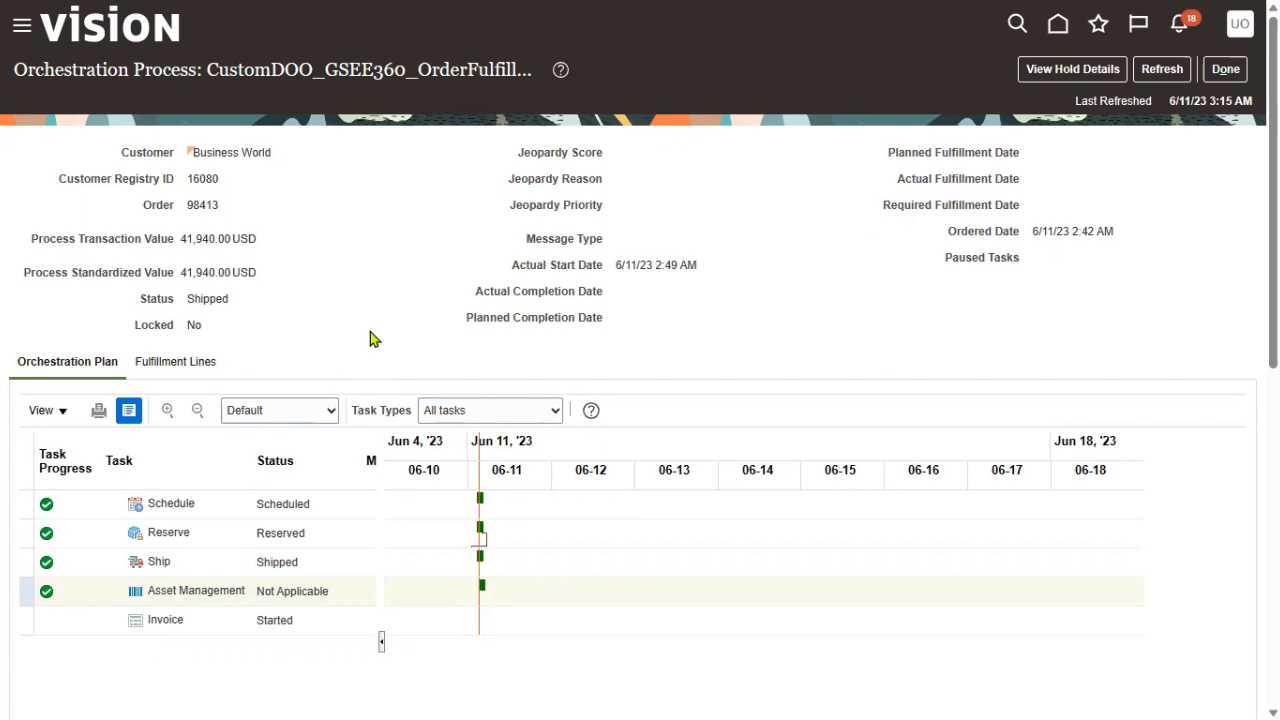 VISION
18
UO
Orchestration Process: CustomDOO_GSEE360_OrderFulfill...
View Hold Details
Refresh
Done
Last Refreshed 6/11/23 3:15 AM
Customer Business World
Customer Registry ID 16080
Order 98413
Process Transaction Value 41,940.00 USD
Process Standardized Value 41,940.00 USD
Status Shipped
Locked No
Jeopardy Score
Jeopardy Reason
Jeopardy Priority
Message Type
Actual Start Date 6/11/23 2:49 AM
Actual Completion Date
Planned Completion Date
Planned Fulfillment Date
Actual Fulfillment Date
Required Fulfillment Date
Ordered Date 6/11/23 2:42 AM
Paused Tasks
Orchestration Plan
Fulfillment Lines
View
Default
Task Types
All tasks
Task Progress
Task
Status
M
Jun 4, '23
Jun 11, '23
Jun 18, '23
06-10 06-11 06-12 06-13 06-14 06-15 06-16 06-17 06-18
Schedule Scheduled
Reserve Reserved
Ship Shipped
Asset Management Not Applicable
Invoice Started